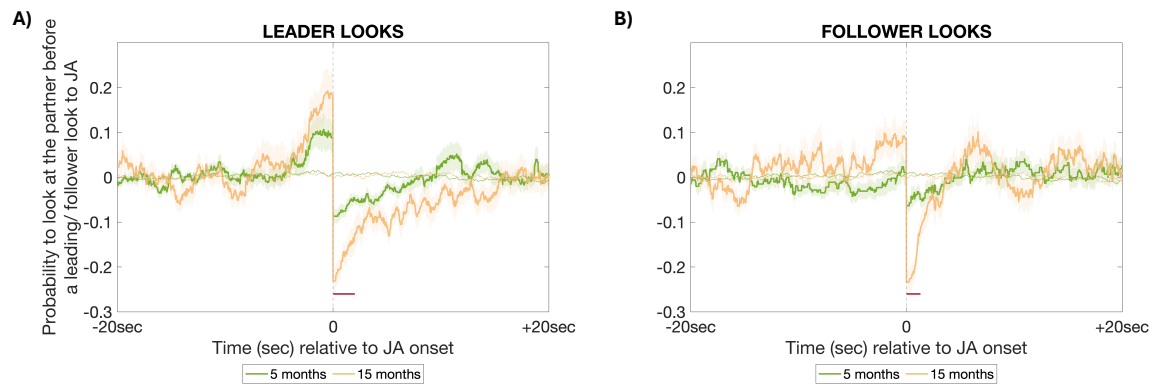 A)
LEADER LOOKS
Probability to look at the partner before
a leading/ follower look to JA
0.2
0.1
0
-0.1
-0.2
-0.3
-20sec
0
+20sec
Time (sec) relative to JA onset
5 months
15 months
B)
FOLLOWER LOOKS
0.2
0.1
0
-0.1
-0.2
-0.3
-20sec
0
+20sec
Time (sec) relative to JA onset
5 months
15 months